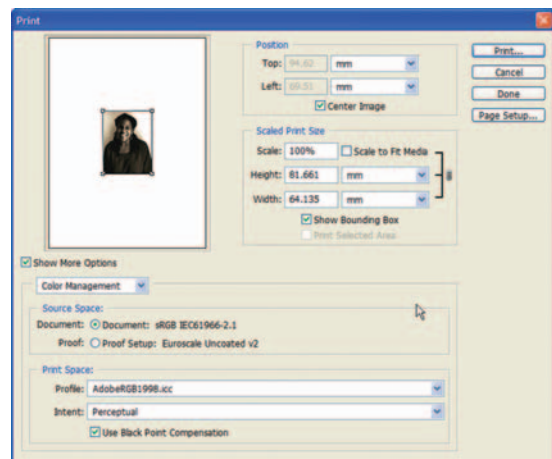 Print
Position
Top: 94.62 mm
Left: mm
Center Image
Scaled Print Size
Scale: 100% Scale to Fit Media
Height: 81.661 mm
Width: 64.135 mm
Show Bounding Box
Print Selected Area
Print...
Cancel
Done
Page Setup...
Show More Options
Color Management
Source Space:
Document: Document: sRGB IEC61966-2.1
Proof: Proof Setup: Euroscale Uncoated v2
Print Space:
Profile: AdobeRGB1998.icc
Intent: Perceptual
Use Black Point Compensation